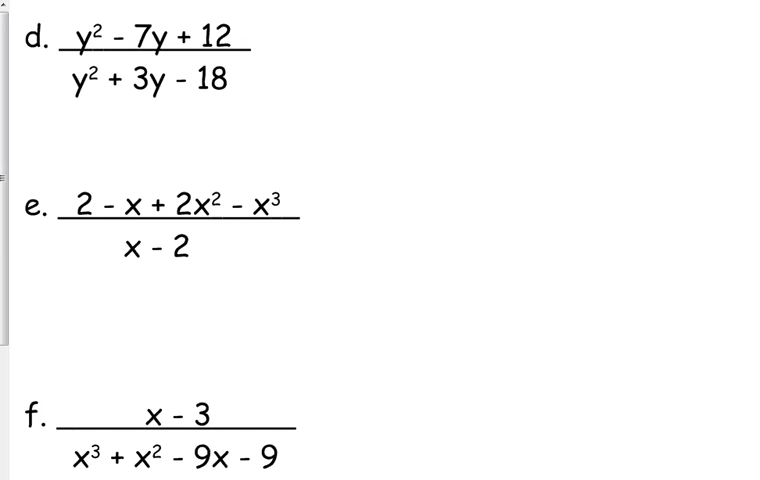 d. y² - 7y + 12
y² + 3y - 18
e. 2 - x + 2x² - x³
x - 2
f. x - 3
x³ + x² - 9x - 9